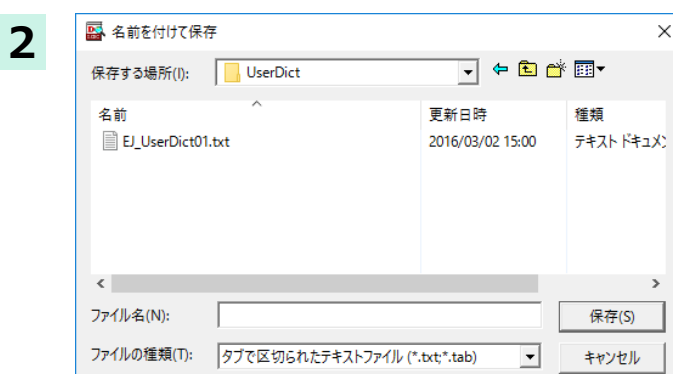 2
名前を付けて保存
保存する場所(I): UserDict
名前 更新日時 種類
EJ_UserDict01.txt 2016/03/02 15:00 テキスト ドキュメン
ファイル名(N): 保存(S)
ファイルの種類(T): タブで区切られたテキストファイル (*.txt;*.tab) キャンセル